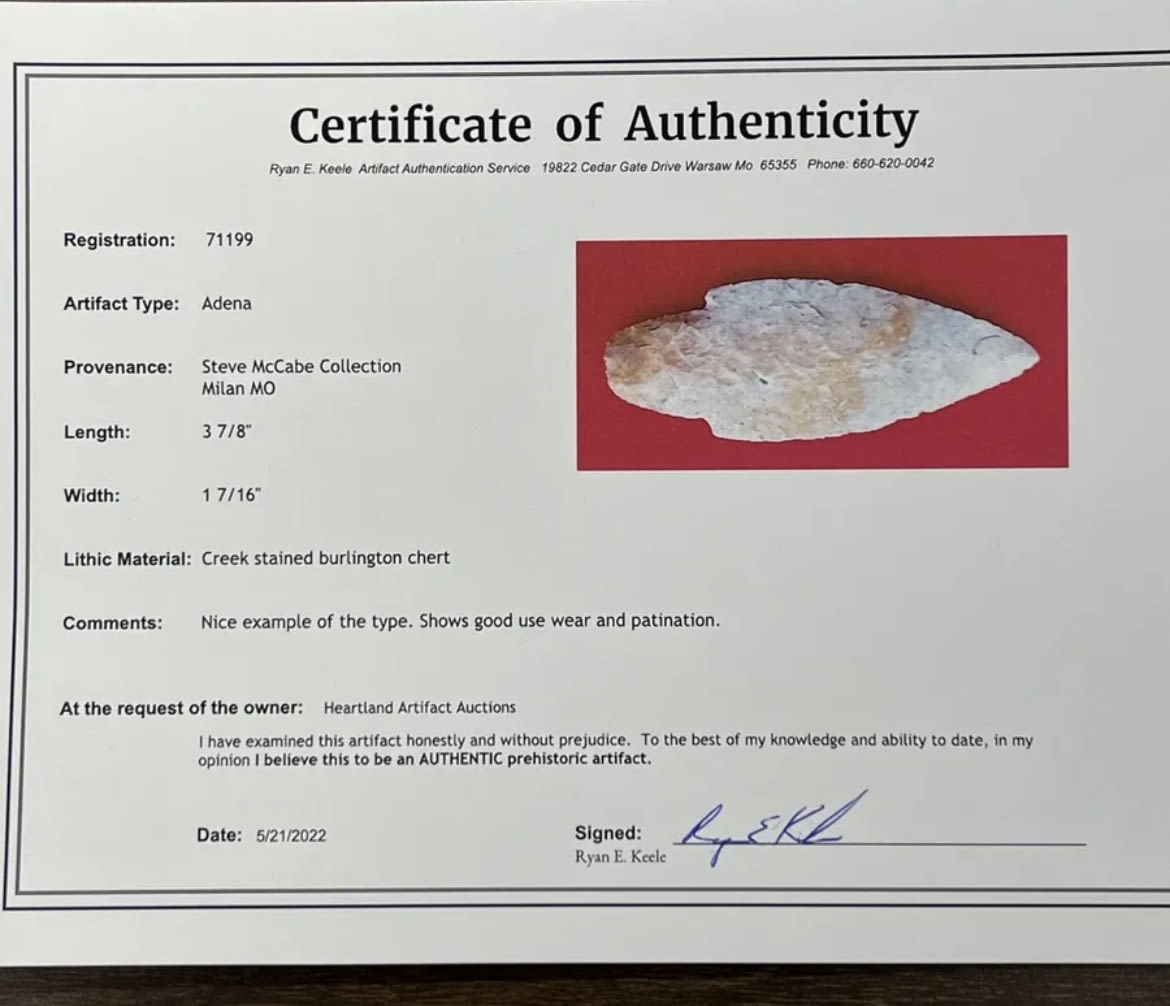 Certificate of Authenticity
Ryan E. Keele Artifact Authentication Service 19822 Cedar Gate Drive Warsaw Mo 65355 Phone: 660-620-0042
Registration: 71199
Artifact Type: Adena
Provenance: Steve McCabe Collection
Milan MO
Length: 3 7/8"
Width: 1 7/16"
Lithic Material: Creek stained burlington chert
Comments: Nice example of the type. Shows good use wear and patination.
At the request of the owner: Heartland Artifact Auctions
I have examined this artifact honestly and without prejudice. To the best of my knowledge and ability to date, in my
opinion I believe this to be an AUTHENTIC prehistoric artifact.
Date: 5/21/2022
Signed: Ryan E Keele
Ryan E. Keele